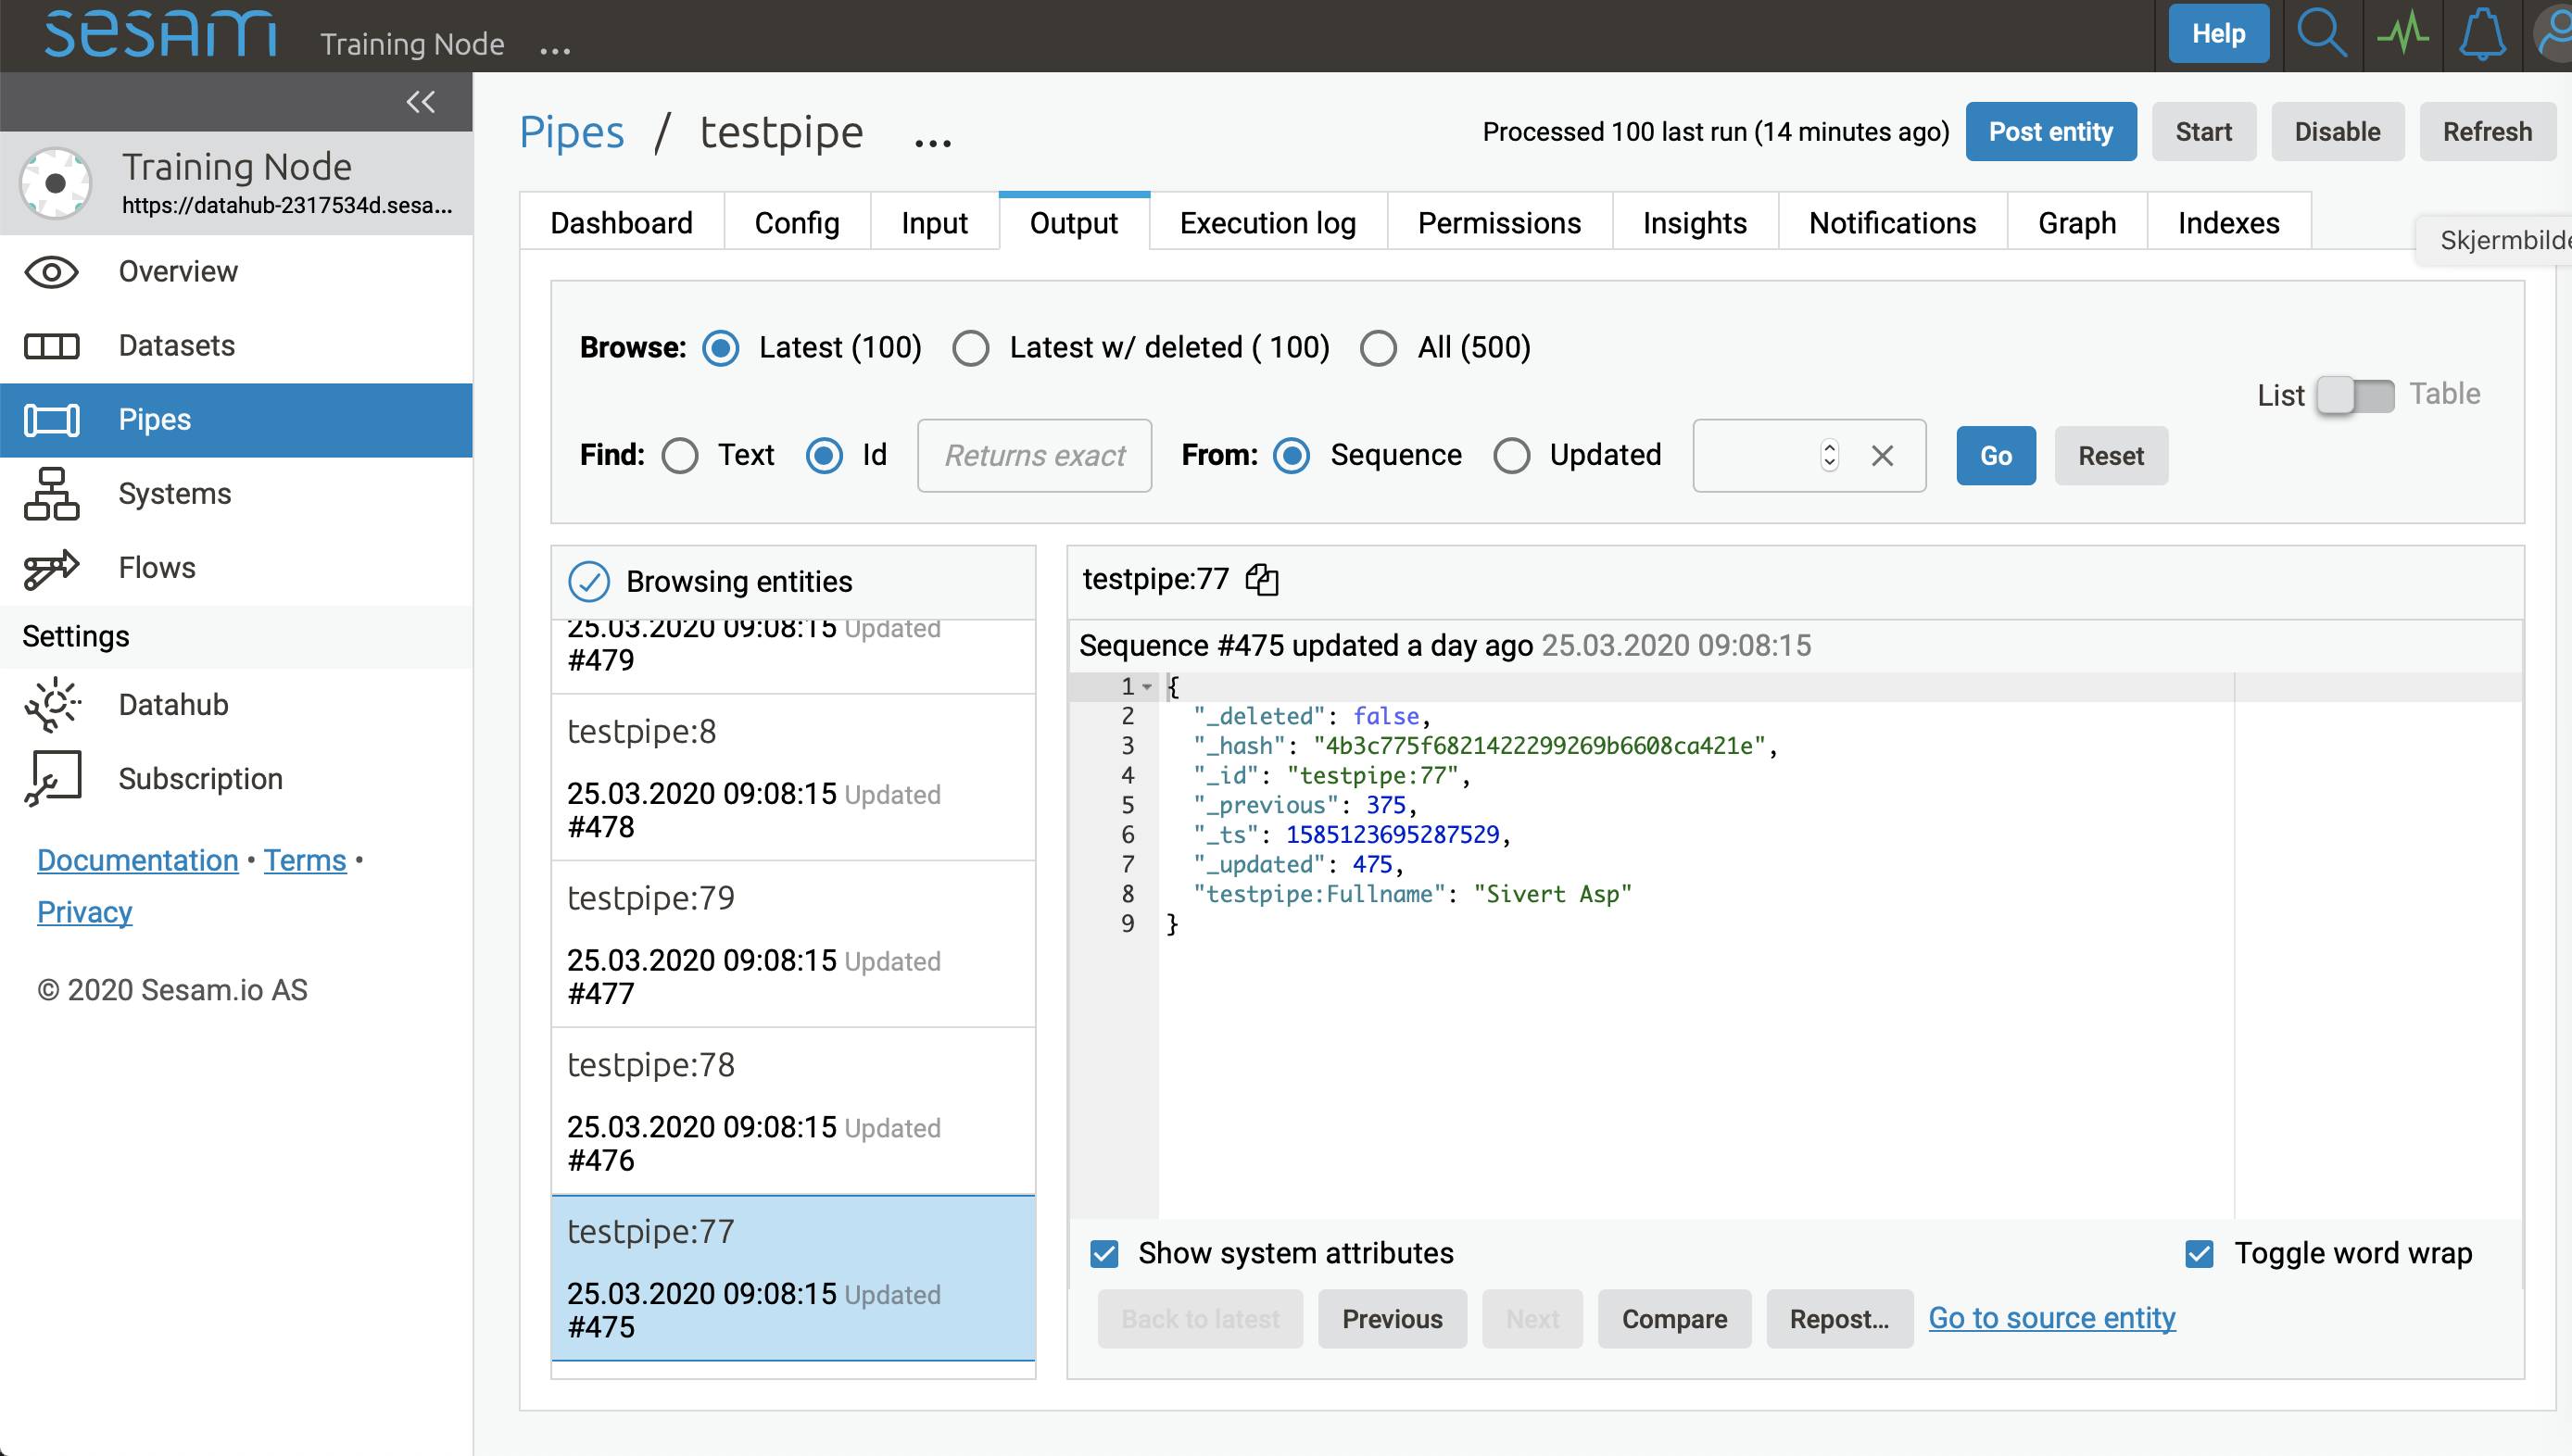 sesam Training Node ...
Help
Training Node
https://datahub-2317534d.sesa...
Overview
Datasets
Pipes
Systems
Flows
Settings
Datahub
Subscription
Documentation • Terms •
Privacy
© 2020 Sesam.io AS
Pipes / testpipe ...
Processed 100 last run (14 minutes ago) Post entity Start Disable Refresh
Dashboard Config Input Output Execution log Permissions Insights Notifications Graph Indexes
Browse: Latest (100) Latest w/ deleted ( 100) All (500)
List Table
Find: Text Id Returns exact From: Sequence Updated Go Reset
Browsing entities
25.03.2020 09:08:15 Updated
#479
testpipe:8
25.03.2020 09:08:15 Updated
#478
testpipe:79
25.03.2020 09:08:15 Updated
#477
testpipe:78
25.03.2020 09:08:15 Updated
#476
testpipe:77
25.03.2020 09:08:15 Updated
#475
testpipe:77
Sequence #475 updated a day ago 25.03.2020 09:08:15
1 {
2 "_deleted": false,
3 "_hash": "4b3c775f6821422299269b6608ca421e",
4 "_id": "testpipe:77",
5 "_previous": 375,
6 "_ts": 1585123695287529,
7 "_updated": 475,
8 "testpipe:Fullname": "Sivert Asp"
9 }
Show system attributes Toggle word wrap
Back to latest Previous Next Compare Repost... Go to source entity